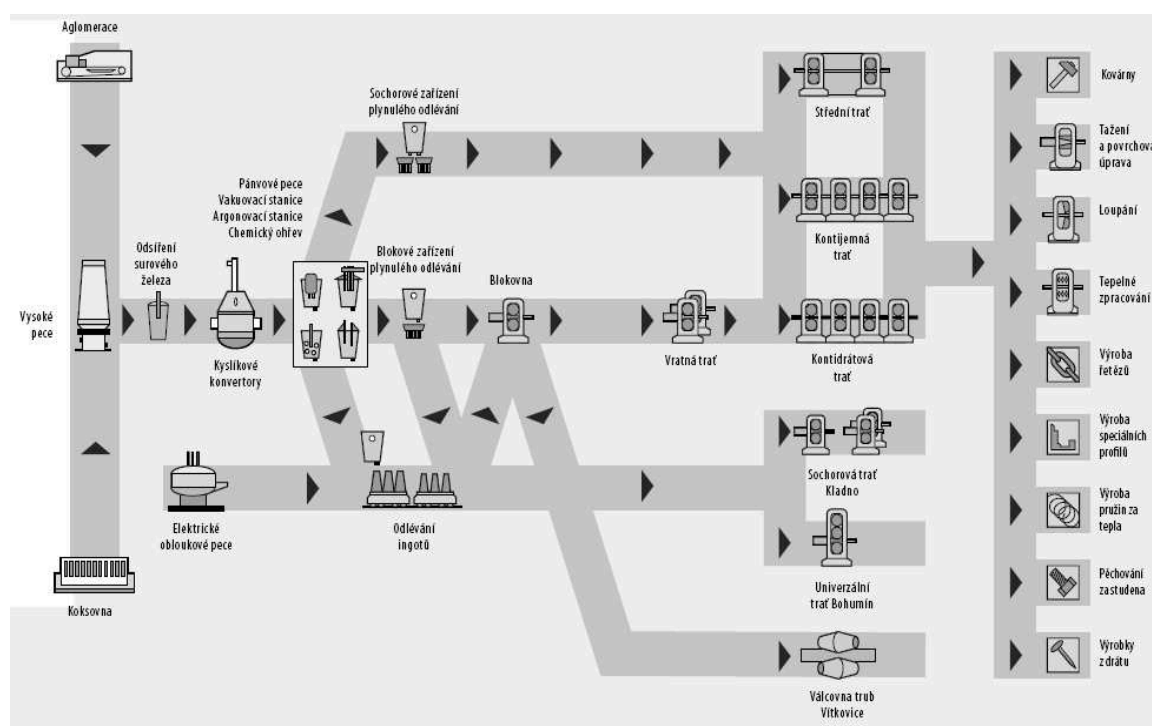 Aglomerace
Sochorové zařízení
plynulého odlévání
Střední trať
Kovárny
Tažení
a povrchová
úprava
Pánvové pece
Vakuovací stanice
Argonovací stanice
Chemický ohřev
Loupání
Odsíření
surového
železa
Blokové zařízení
plynulého odlévání
Blokovna
Kontijemná
trať
Tepelné
zpracování
Vysoké
pece
Kyslíkové
konvertory
Vratná trať
Kontidrátová
trať
Výroba
řetězů
Výroba
speciálních
profilů
Sochorová trať
Kladno
Elektrické
obloukové pece
Odlévání
ingotů
Výroba
pružin za
tepla
Koksovna
Univerzální
trať Bohumín
Pěchování
zastudena
Válcovna trub
Vítkovice
Výrobky
z drátu